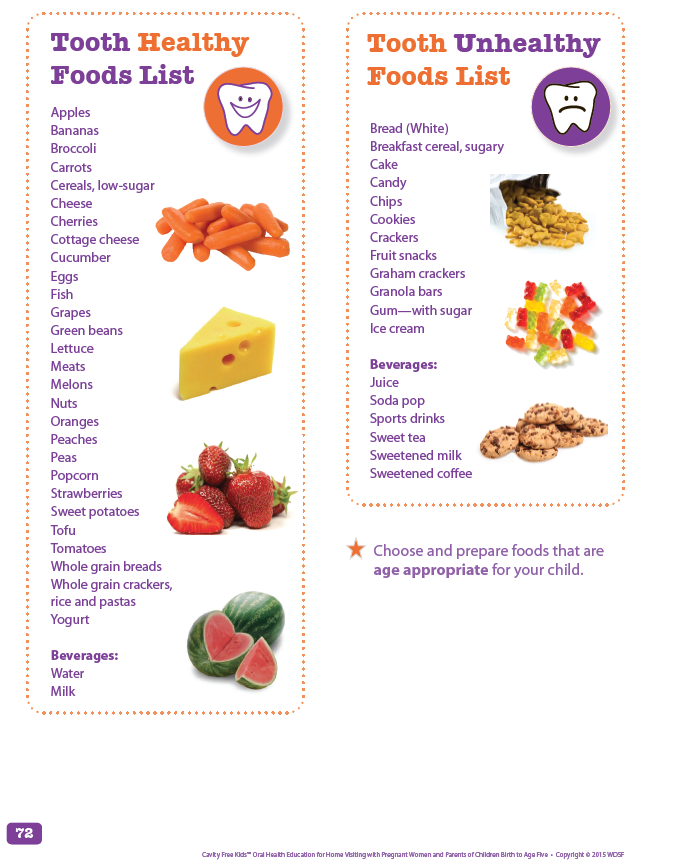 Tooth Healthy
Foods List
Apples
Bananas
Broccoli
Carrots
Cereals, low-sugar
Cheese
Cherries
Cottage cheese
Cucumber
Eggs
Fish
Grapes
Green beans
Lettuce
Meats
Melons
Nuts
Oranges
Peaches
Peas
Popcorn
Strawberries
Sweet potatoes
Tofu
Tomatoes
Whole grain breads
Whole grain crackers,
rice and pastas
Yogurt
Beverages:
Water
Milk
Tooth Unhealthy
Foods List
Bread (White)
Breakfast cereal, sugary
Cake
Candy
Chips
Cookies
Crackers
Fruit snacks
Graham crackers
Granola bars
Gum—with sugar
Ice cream
Beverages:
Juice
Soda pop
Sports drinks
Sweet tea
Sweetened milk
Sweetened coffee
Choose and prepare foods that are
age appropriate for your child.
72
Cavity Free Kids™ Oral Health Education for Home Visiting with Pregnant Women and Parents of Children Birth to Age Five • Copyright © 2015 WDSF